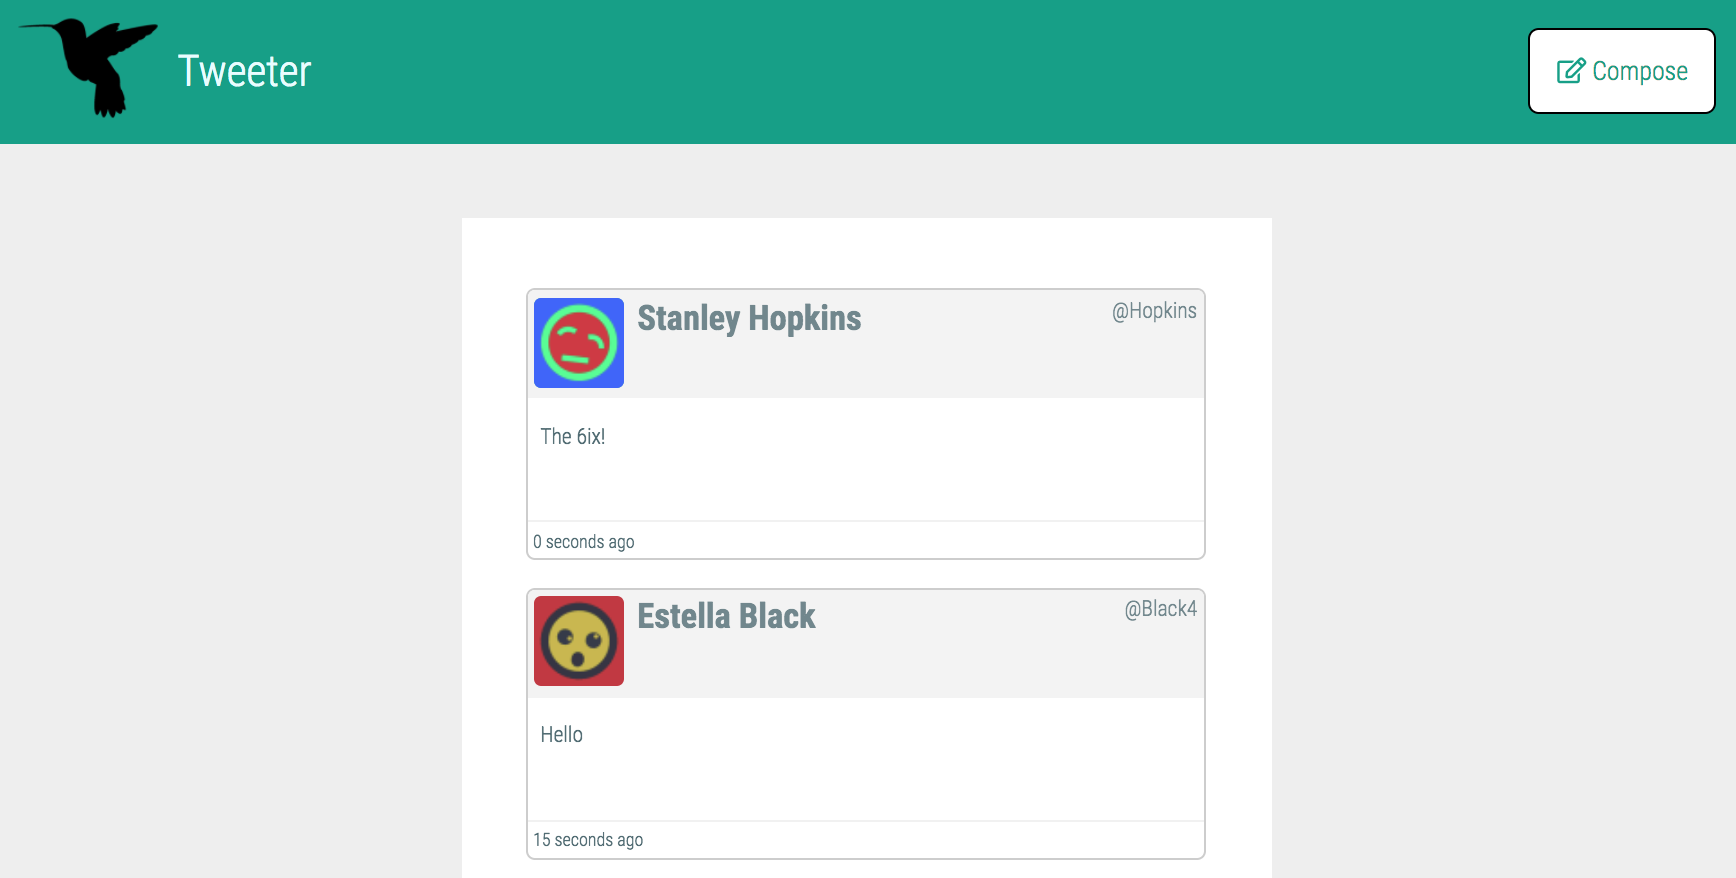 Tweeter
Compose
Stanley Hopkins
@Hopkins
The 6ix!
0 seconds ago
Estella Black
@Black4
Hello
15 seconds ago